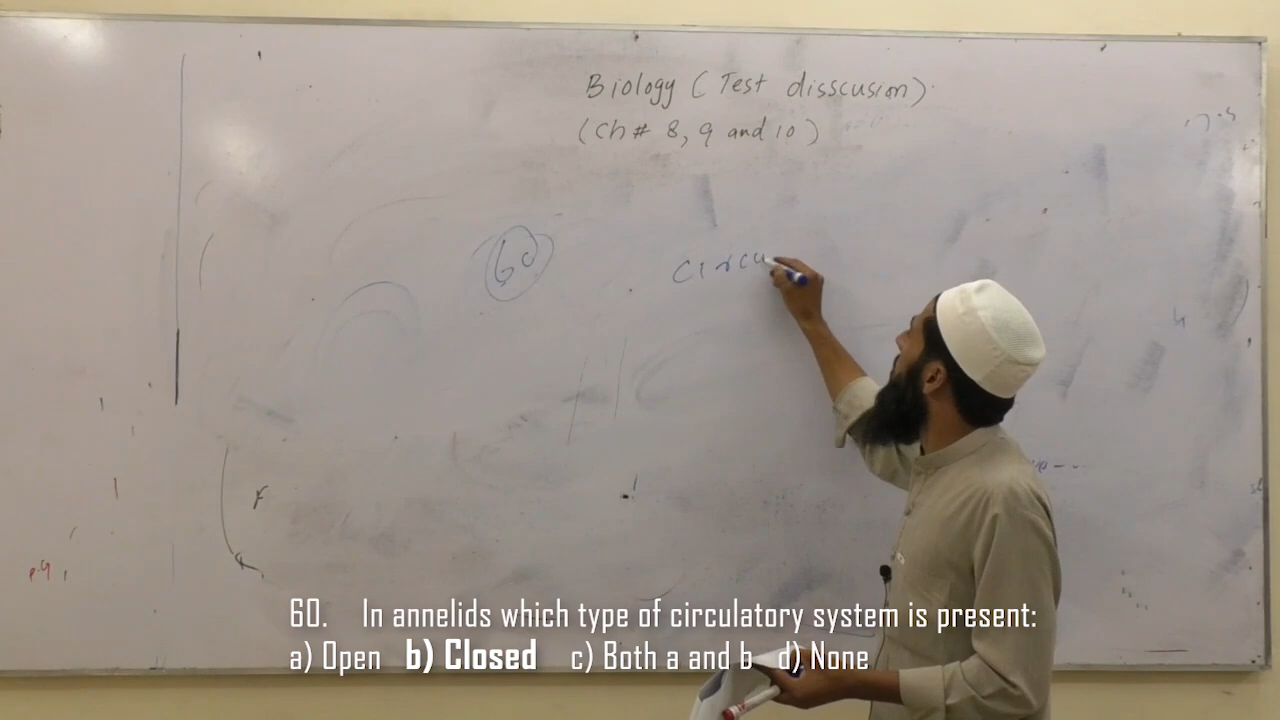 Biology (Test disscusion).
(Ch# 8, 9 and 10)
60
Circu
60. In annelids which type of circulatory system is present:
a) Open b) Closed c) Both a and b d) None